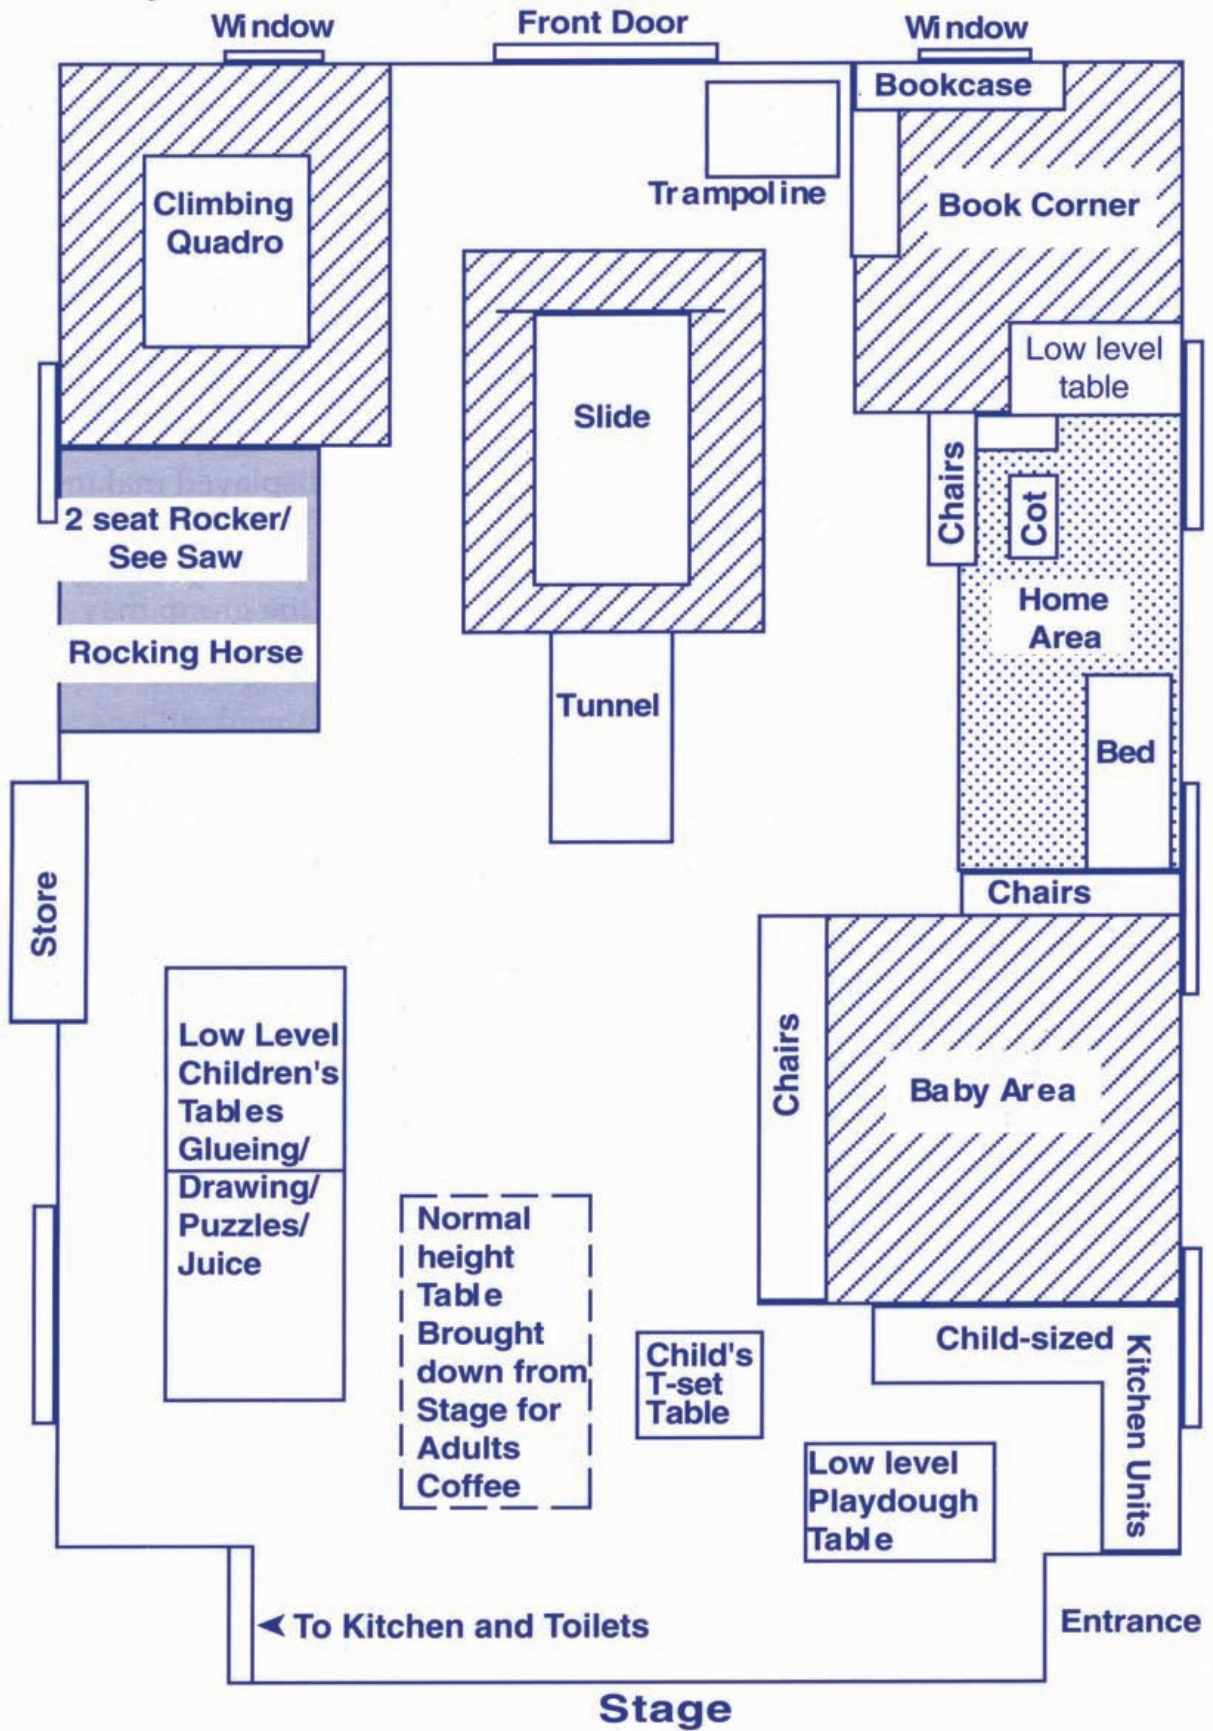 Window
Front Door
Window
Bookcase
Trampoline
Climbing
Quadro
Book Corner
Low level
table
Slide
Chairs
Cot
2 seat Rocker/
See Saw
Home
Area
Rocking Horse
Tunnel
Bed
Store
Chairs
Low Level
Children's
Tables
Glueing/
Drawing/
Puzzles/
Juice
Chairs
Baby Area
Normal
height
Table
Brought
down from
Stage for
Adults
Coffee
Child's
T-set
Table
Child-sized
Kitchen Units
Low level
Playdough
Table
To Kitchen and Toilets
Entrance
Stage